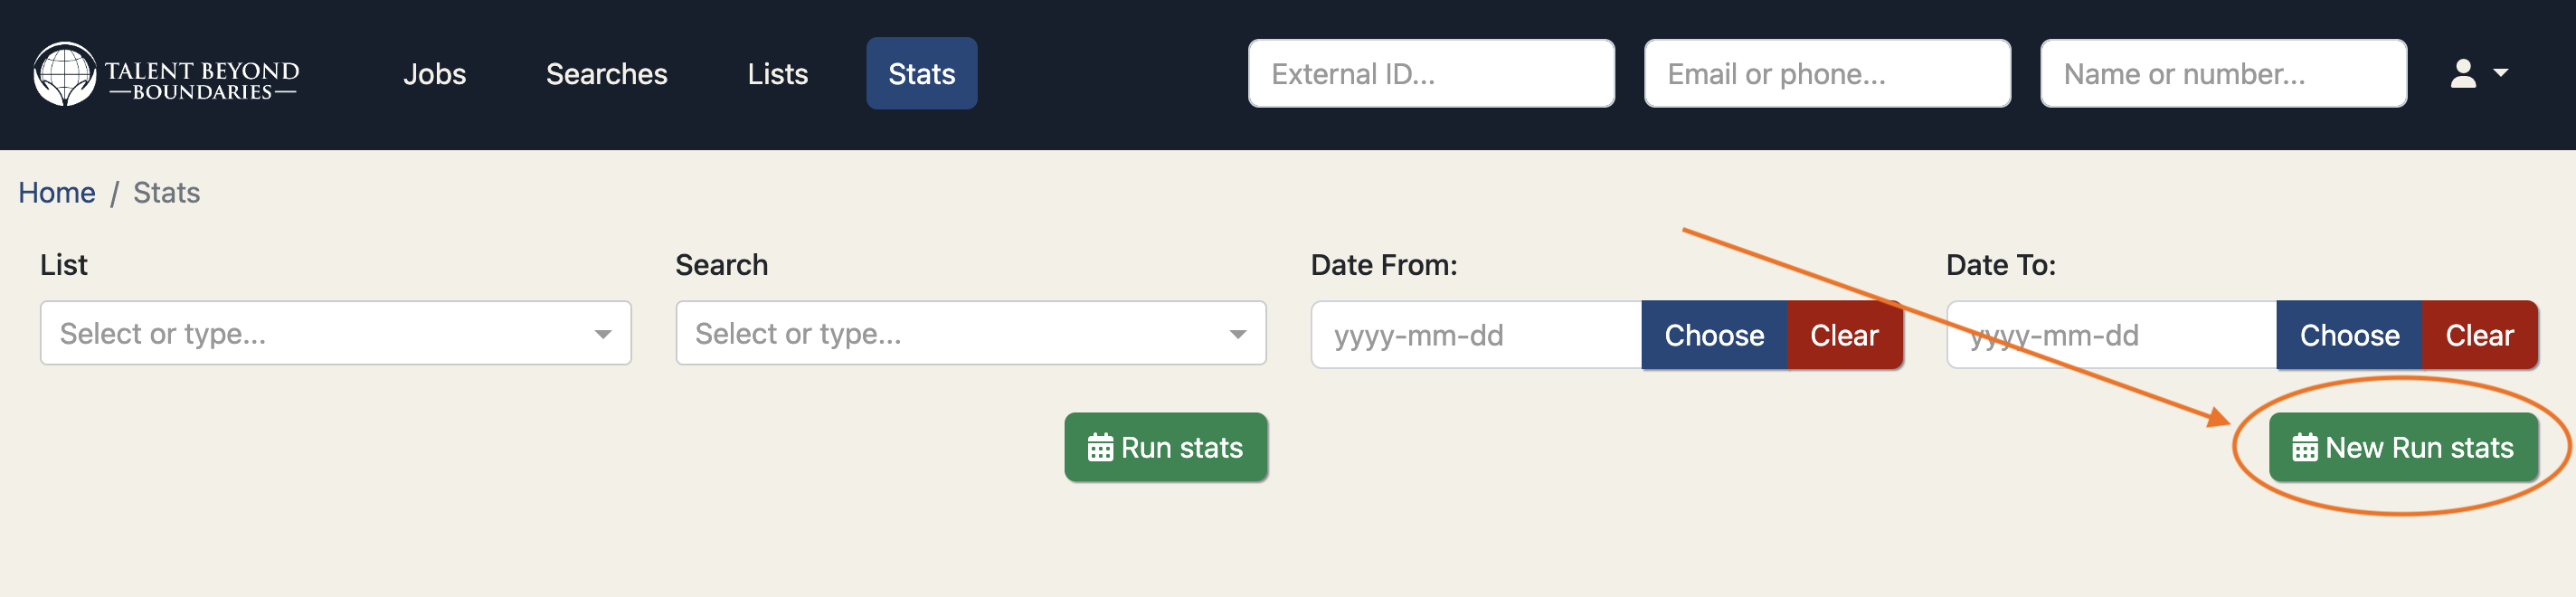 TALENT BEYOND
BOUNDARIES
Jobs
Searches
Lists
Stats
External ID...
Email or phone...
Name or number...
Home / Stats
List
Search
Date From:
Date To:
Select or type...
Select or type...
yyyy-mm-dd
Choose
Clear
yyyy-mm-dd
Choose
Clear
Run stats
New Run stats